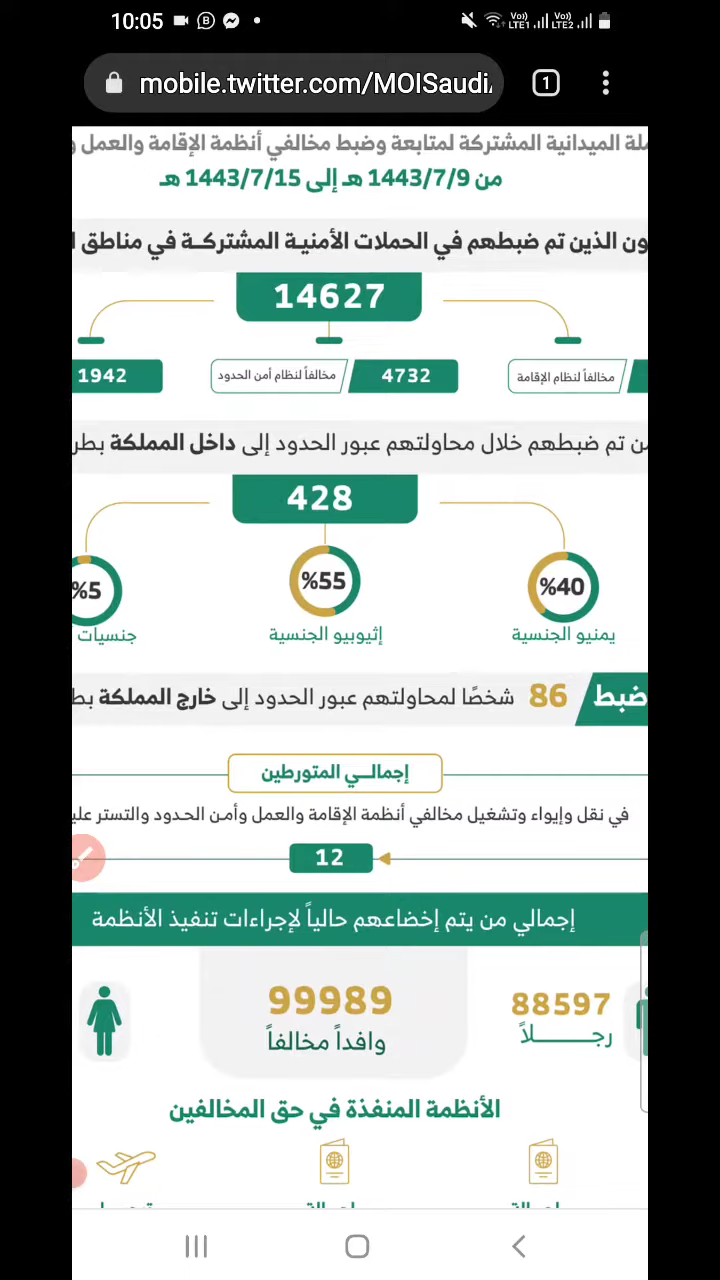 10:05
VoLTE1 VoLTE2
mobile.twitter.com/MOISaudi
1
الميدانية المشتركة لمتابعة وضبط مخالفي أنظمة الإقامة والعمل
من 1443/7/9 هـ إلى 1443/7/15 هـ
الذين تم ضبطهم في الحملات الأمنية المشتركة في مناطق
14627
مخالفاً لنظام الإقامة
4732 مخالفاً لنظام أمن الحدود
1942
تم ضبطهم خلال محاولتهم عبور الحدود إلى داخل المملكة
428
%40 %55 %5
يمنيو الجنسية إثيوبيو الجنسية جنسيات
ضبط 86 شخصًا لمحاولتهم عبور الحدود إلى خارج المملكة
إجمالي المتورطين
في نقل وإيواء وتشغيل مخالفي أنظمة الإقامة والعمل وأمن الحدود والتستر
12
إجمالي من يتم إخضاعهم حالياً لإجراءات تنفيذ الأنظمة
88597 99989
رجلاً وافداً مخالفاً
الأنظمة المنفذة في حق المخالفين